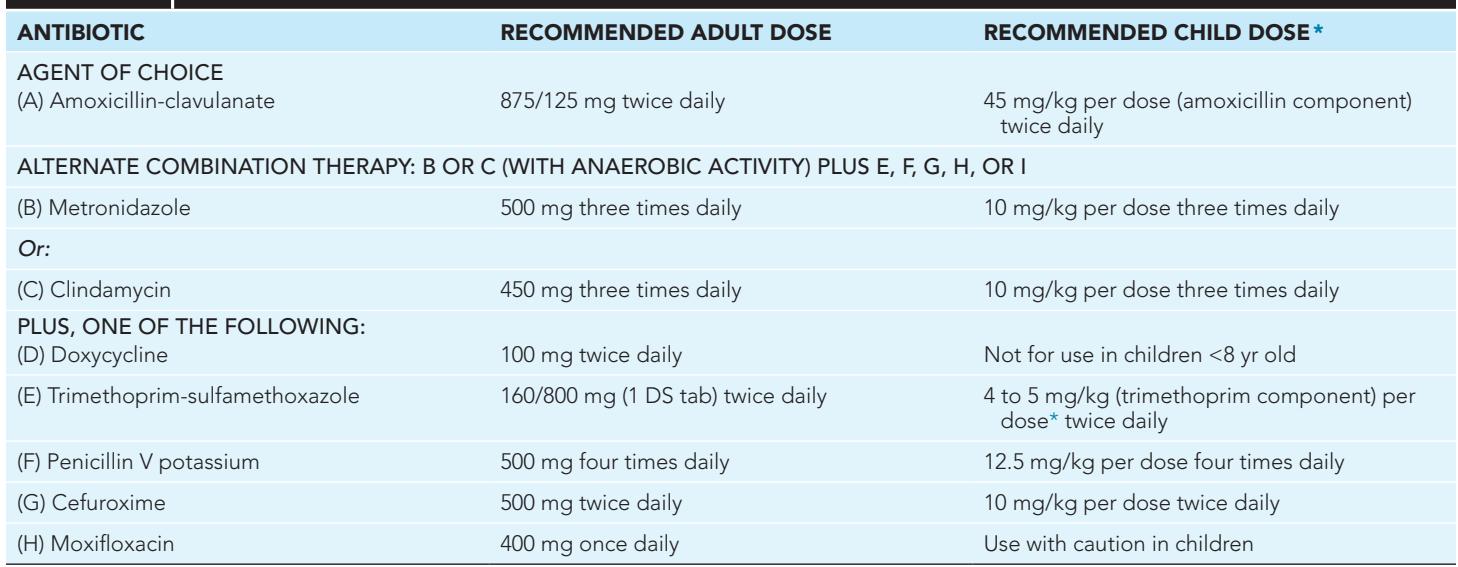 ANTIBIOTIC RECOMMENDED ADULT DOSE RECOMMENDED CHILD DOSE*
AGENT OF CHOICE
(A) Amoxicillin-clavulanate 875/125 mg twice daily 45 mg/kg per dose (amoxicillin component)
twice daily
ALTERNATE COMBINATION THERAPY: B OR C (WITH ANAEROBIC ACTIVITY) PLUS E, F, G, H, OR I
(B) Metronidazole 500 mg three times daily 10 mg/kg per dose three times daily
Or:
(C) Clindamycin 450 mg three times daily 10 mg/kg per dose three times daily
PLUS, ONE OF THE FOLLOWING:
(D) Doxycycline 100 mg twice daily Not for use in children <8 yr old
(E) Trimethoprim-sulfamethoxazole 160/800 mg (1 DS tab) twice daily 4 to 5 mg/kg (trimethoprim component) per
dose* twice daily
(F) Penicillin V potassium 500 mg four times daily 12.5 mg/kg per dose four times daily
(G) Cefuroxime 500 mg twice daily 10 mg/kg per dose twice daily
(H) Moxifloxacin 400 mg once daily Use with caution in children